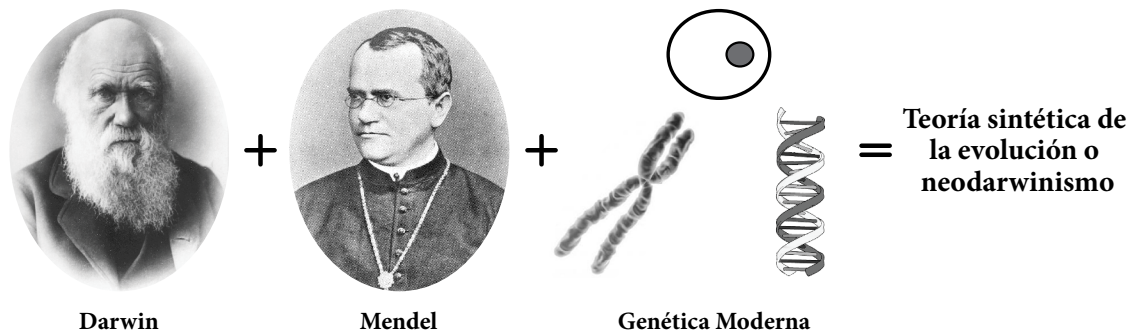 +
+
=
Teoría sintética de
la evolución o
neodarwinismo
Darwin
Mendel
Genética Moderna